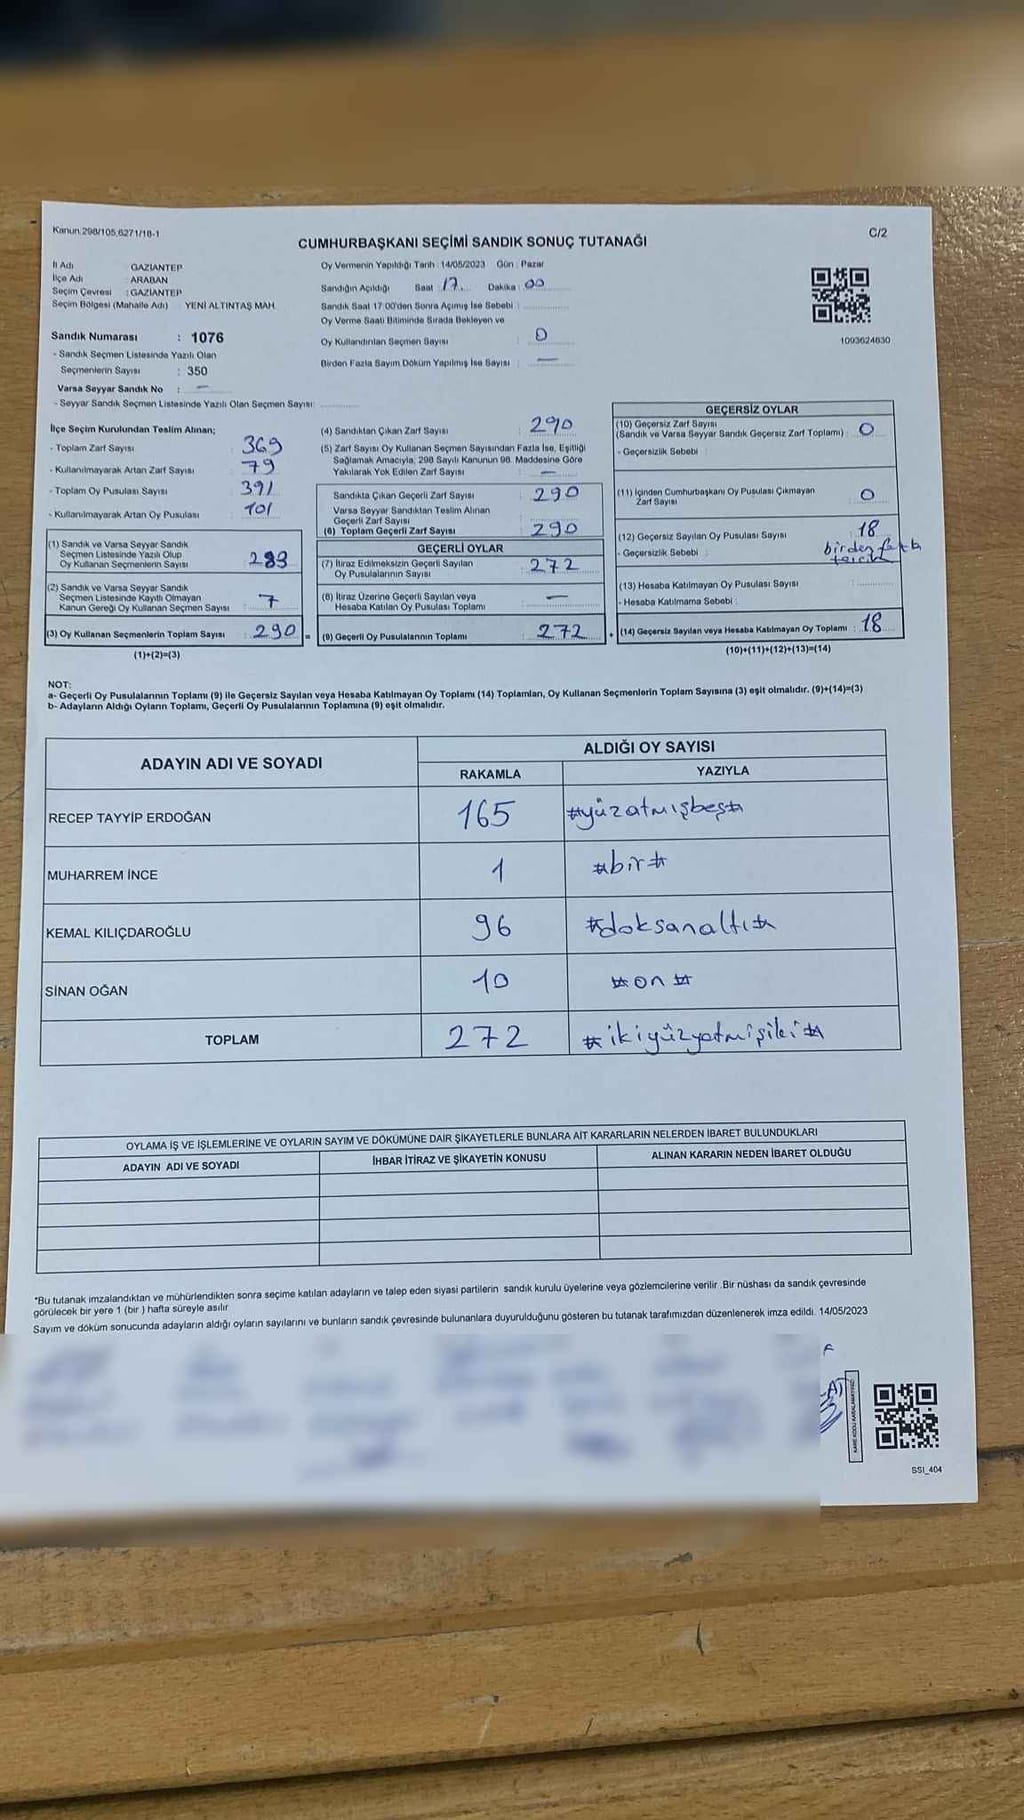 Kanun:298/105,6271/18-1
C/2
CUMHURBAŞKANI SEÇİMİ SANDIK SONUÇ TUTANAĞI
İl Adı GAZİANTEP
İlçe Adı ARABAN
Seçim Çevresi : GAZİANTEP
Seçim Bölgesi (Mahalle Adı) YENİ ALTINTAŞ MAH.
Sandık Numarası : 1076
- Sandık Seçmen Listesinde Yazılı Olan
Seçmenlerin Sayısı : 350
Varsa Seyyar Sandık No : —
- Seyyar Sandık Seçmen Listesinde Yazılı Olan Seçmen Sayısı:
Oy Vermenin Yapıldığı Tarih : 14/05/2023 Gün : Pazar
Sandığın Açıldığı Saat : 17 Dakika : 00
Sandık Saat 17:00'den Sonra Açımış İse Sebebi :
Oy Verme Saati Bitiminde Sırada Bekleyen ve
Oy Kullandırılan Seçmen Sayısı : 0
Birden Fazla Sayım Döküm Yapılmış İse Sayısı : —
1093624630
İlçe Seçim Kurulundan Teslim Alınan;
- Toplam Zarf Sayısı : 369
- Kullanılmayarak Artan Zarf Sayısı : 79
- Toplam Oy Pusulası Sayısı : 391
- Kullanılmayarak Artan Oy Pusulası : 101
(1) Sandık ve Varsa Seyyar Sandık
Seçmen Listesinde Yazılı Olup
Oy Kullanan Seçmenlerin Sayısı : 283
(2) Sandık ve Varsa Seyyar Sandık
Seçmen Listesinde Kayıtlı Olmayan
Kanun Gereği Oy Kullanan Seçmen Sayısı : 7
(3) Oy Kullanan Seçmenlerin Toplam Sayısı : 290 =
(1)+(2)=(3)
(4) Sandıktan Çıkan Zarf Sayısı : 290
(5) Zarf Sayısı Oy Kullanan Seçmen Sayısından Fazla İse, Eşitliği
Sağlamak Amacıyla, 298 Sayılı Kanunun 98. Maddesine Göre
Yakılarak Yok Edilen Zarf Sayısı : —
Sandıkta Çıkan Geçerli Zarf Sayısı : 290
Varsa Seyyar Sandıktan Teslim Alınan
Geçerli Zarf Sayısı
(6) Toplam Geçerli Zarf Sayısı : 290
GEÇERLİ OYLAR
(7) İtiraz Edilmeksizin Geçerli Sayılan
Oy Pusulalarının Sayısı : 272
(8) İtiraz Üzerine Geçerli Sayılan veya
Hesaba Katılan Oy Pusulası Toplamı : —
(9) Geçerli Oy Pusulalarının Toplamı : 272 +
GEÇERSİZ OYLAR
(10) Geçersiz Zarf Sayısı
(Sandık ve Varsa Seyyar Sandık Geçersiz Zarf Toplamı) : 0
- Geçersizlik Sebebi :
(11) İçinden Cumhurbaşkanı Oy Pusulası Çıkmayan
Zarf Sayısı : 0
(12) Geçersiz Sayılan Oy Pusulası Sayısı : 18
- Geçersizlik Sebebi : birden fazla
tercih
(13) Hesaba Katılmayan Oy Pusulası Sayısı :
- Hesaba Katılmama Sebebi :
(14) Geçersiz Sayılan veya Hesaba Katılmayan Oy Toplamı : 18
(10)+(11)+(12)+(13)=(14)
NOT:
a- Geçerli Oy Pusulalarının Toplamı (9) ile Geçersiz Sayılan veya Hesaba Katılmayan Oy Toplamı (14) Toplamları, Oy Kullanan Seçmenlerin Toplam Sayısına (3) eşit olmalıdır. (9)+(14)=(3)
b- Adayların Aldığı Oyların Toplamı, Geçerli Oy Pusulalarının Toplamına (9) eşit olmalıdır.
ADAYIN ADI VE SOYADI ALDIĞI OY SAYISI
RAKAMLA YAZIYLA
RECEP TAYYİP ERDOĞAN 165 #yüzatmışbeş#
MUHARREM İNCE 1 #bir#
KEMAL KILIÇDAROĞLU 96 #doksanaltı#
SİNAN OĞAN 10 #on#
TOPLAM 272 #ikiyüzyetmişiki#
OYLAMA İŞ VE İŞLEMLERİNE VE OYLARIN SAYIM VE DÖKÜMÜNE DAİR ŞİKAYETLERLE BUNLARA AİT KARARLARIN NELERDEN İBARET BULUNDUKLARI
ADAYIN ADI VE SOYADI İHBAR İTİRAZ VE ŞİKAYETİN KONUSU ALINAN KARARIN NEDEN İBARET OLDUĞU
*Bu tutanak imzalandıktan ve mühürlendikten sonra seçime katılan adayların ve talep eden siyasi partilerin sandık kurulu üyelerine veya gözlemcilerine verilir .Bir nüshası da sandık çevresinde
görülecek bir yere 1 (bir ) hafta süreyle asılır
Sayım ve döküm sonucunda adayların aldığı oyların sayılarını ve bunların sandık çevresinde bulunanlara duyurulduğunu gösteren bu tutanak tarafımızdan düzenlenerek imza edildi. 14/05/2023
KARE KODU KARALAMAYINIZ
SSI_404